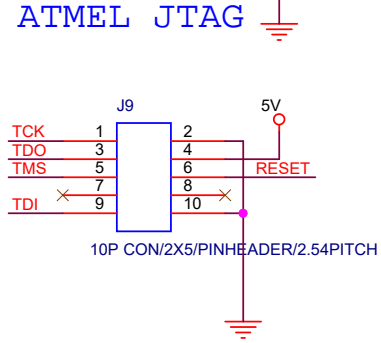 ATMEL JTAG
J9
5V
TCK 1 2
TDO 3 4
TMS 5 6 RESET
7 8
TDI 9 10
10P CON/2X5/PINHEADER/2.54PITCH